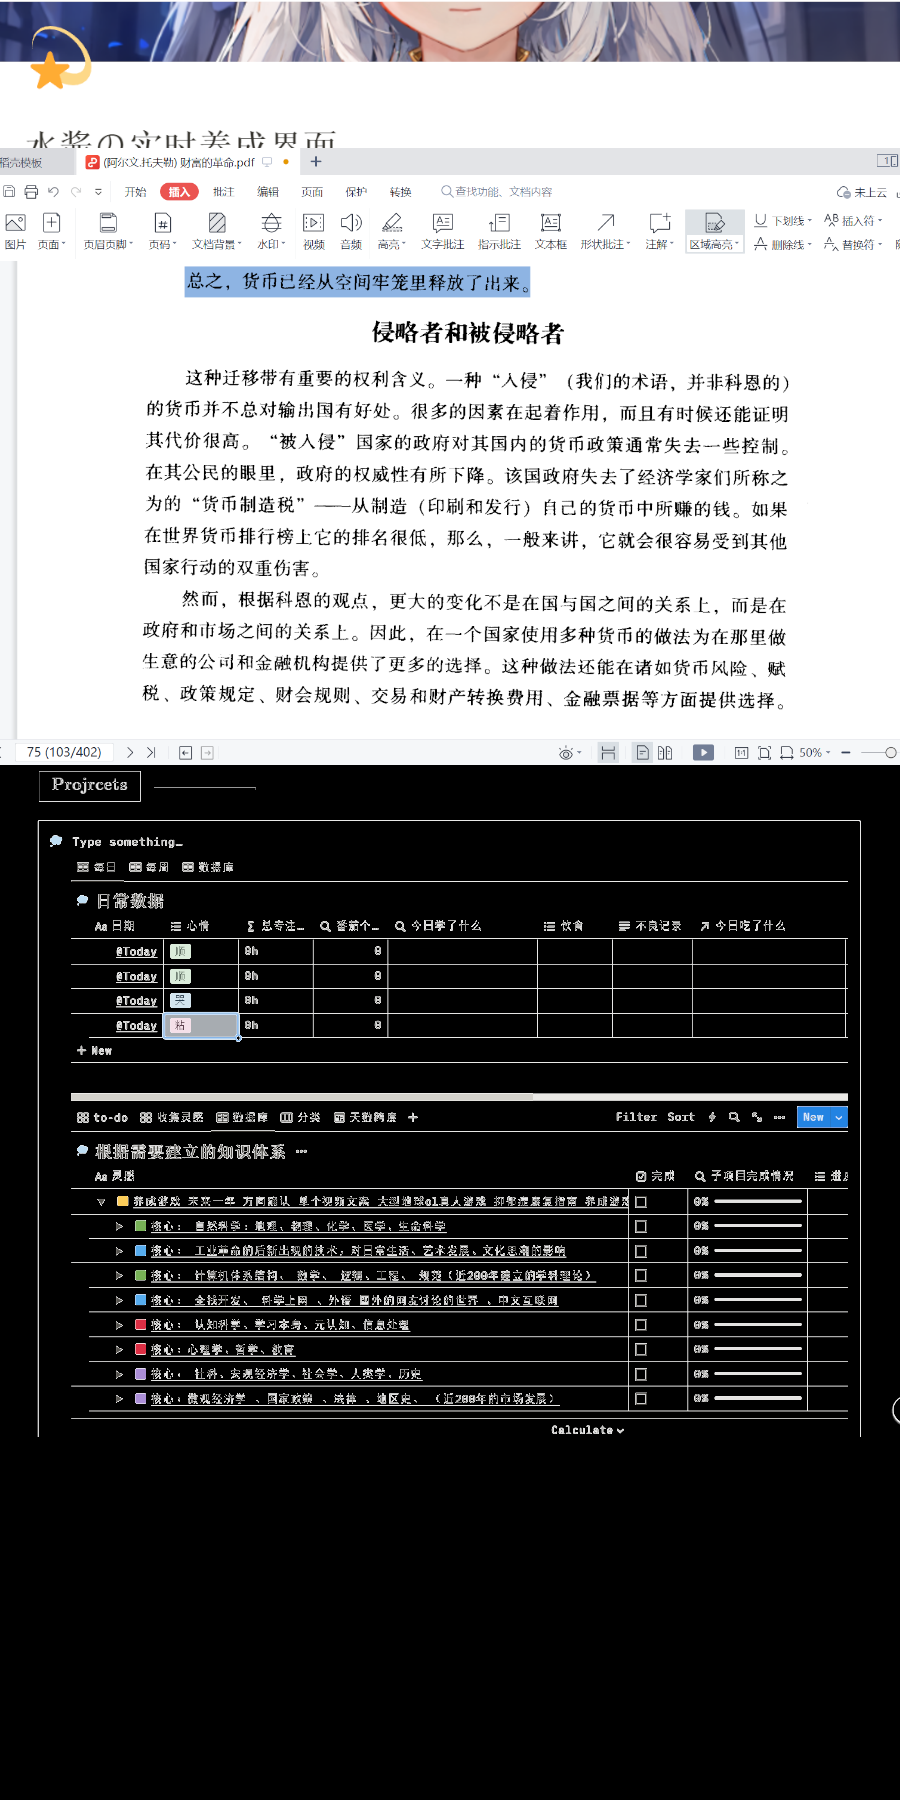 水浆の实时养成界面
稻壳模板
(阿尔文.托夫勒) 财富的革命.pdf
开始 插入 批注 编辑 页面 保护 转换 查找功能、文档内容 未上云
图片 页面 页眉页脚 页码 文档背景 水印 视频 音频 高亮 文字批注 指示批注 文本框 形状批注 注解 区域高亮 下划线 插入符
删除线 替换符
总之，货币已经从空间牢笼里释放了出来。
侵略者和被侵略者
这种迁移带有重要的权利含义。一种“入侵”（我们的术语，并非科恩的）
的货币并不总对输出国有好处。很多的因素在起着作用，而且有时候还能证明
其代价很高。“被入侵”国家的政府对其国内的货币政策通常失去一些控制。
在其公民的眼里，政府的权威性有所下降。该国政府失去了经济学家们所称之
为的“货币制造税”——从制造（印刷和发行）自己的货币中所赚的钱。如果
在世界货币排行榜上它的排名很低，那么，一般来讲，它就会很容易受到其他
国家行动的双重伤害。
然而，根据科恩的观点，更大的变化不是在国与国之间的关系上，而是在
政府和市场之间的关系上。因此，在一个国家使用多种货币的做法为在那里做
生意的公司和金融机构提供了更多的选择。这种做法还能在诸如货币风险、赋
税、政策规定、财会规则、交易和财产转换费用、金融票据等方面提供选择。
75 (103/402) 50%
Projrcets
Type something…
每日 每周 数据库
日常数据
Aa 日期 心情 Σ 总专注… 番茄个… 今日学了什么 饮食 不良记录 今日吃了什么
@Today 顺 0h 0
@Today 顺 0h 0
@Today 哭 0h 0
@Today 粘 0h 0
+ New
to-do 收集灵感 数据库 分类 天数跨度 + Filter Sort New
根据需要建立的知识体系
Aa 灵感 完成 子项目完成情况
养成游戏 未来一年 方向确认 单个视频文案 大型地球ol真人游戏 抑郁症康复指南 养成游戏 0%
核心： 自然科学：地理、物理、化学、医学、生命科学 0%
核心： 工业革命的后新出现的技术，对日常生活、艺术发展、文化思潮的影响 0%
核心： 计算机体系结构、 数学、 逻辑、工程、 规范（近200年建立的学科理论） 0%
核心： 全栈开发、 科学上网 、外语 国外的网友讨论的世界 、中文互联网 0%
核心： 认知科学、学习本身、元认知、信息处理 0%
核心：心理学、哲学、教育 0%
核心： 社科、宏观经济学、社会学、人类学、历史 0%
核心：微观经济学 、国家政策 、法律 、地区史、 （近200年的市场发展） 0%
Calculate